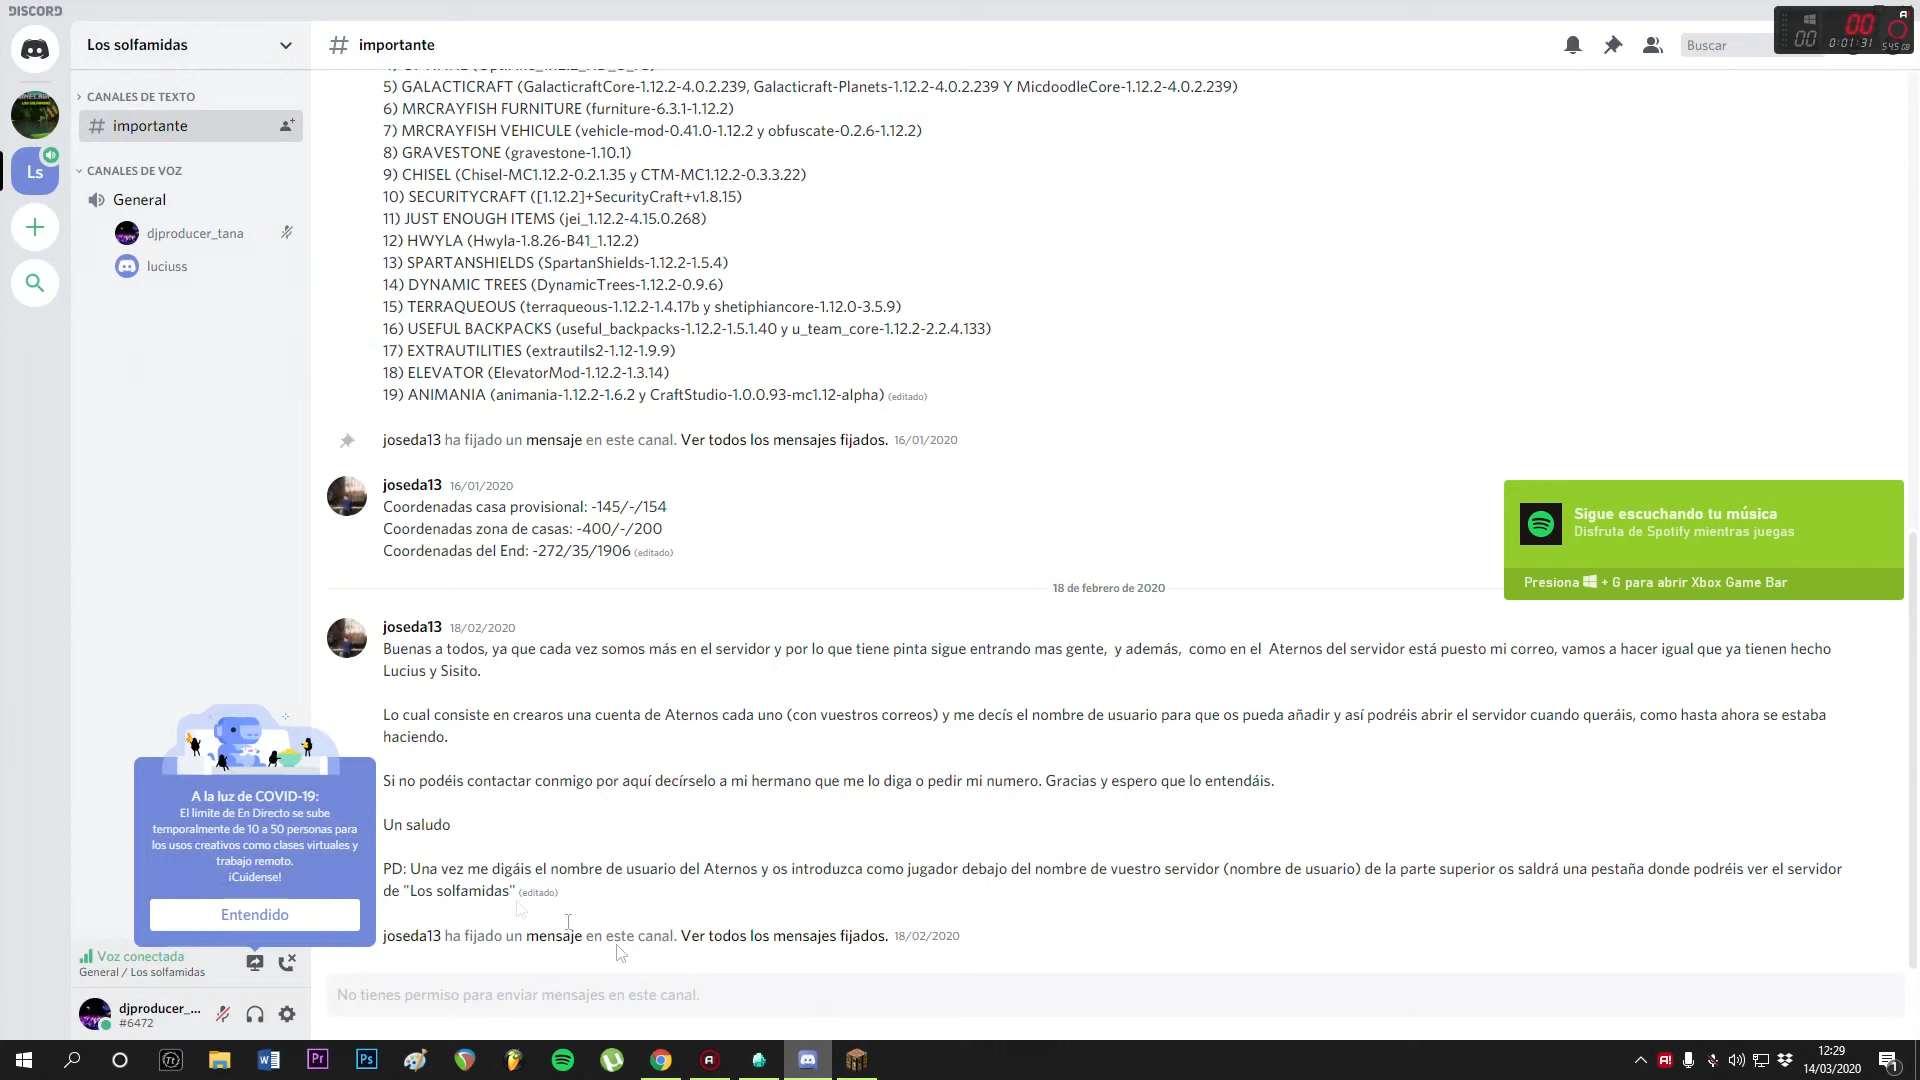 DISCORD
Los solfamidas
CANALES DE TEXTO
importante
CANALES DE VOZ
General
djproducer_tana
luciuss
Ls
# importante
Buscar
00
00
0:01:31
545 GB
5) GALACTICRAFT (GalacticraftCore-1.12.2-4.0.2.239, Galacticraft-Planets-1.12.2-4.0.2.239 Y MicdoodleCore-1.12.2-4.0.2.239)
6) MRCRAYFISH FURNITURE (furniture-6.3.1-1.12.2)
7) MRCRAYFISH VEHICULE (vehicle-mod-0.41.0-1.12.2 y obfuscate-0.2.6-1.12.2)
8) GRAVESTONE (gravestone-1.10.1)
9) CHISEL (Chisel-MC1.12.2-0.2.1.35 y CTM-MC1.12.2-0.3.3.22)
10) SECURITYCRAFT ([1.12.2]+SecurityCraft+v1.8.15)
11) JUST ENOUGH ITEMS (jei_1.12.2-4.15.0.268)
12) HWYLA (Hwyla-1.8.26-B41_1.12.2)
13) SPARTANSHIELDS (SpartanShields-1.12.2-1.5.4)
14) DYNAMIC TREES (DynamicTrees-1.12.2-0.9.6)
15) TERRAQUEOUS (terraqueous-1.12.2-1.4.17b y shetiphiancore-1.12.0-3.5.9)
16) USEFUL BACKPACKS (useful_backpacks-1.12.2-1.5.1.40 y u_team_core-1.12.2-2.2.4.133)
17) EXTRAUTILITIES (extrautils2-1.12-1.9.9)
18) ELEVATOR (ElevatorMod-1.12.2-1.3.14)
19) ANIMANIA (animania-1.12.2-1.6.2 y CraftStudio-1.0.0.93-mc1.12-alpha) (editado)
joseda13 ha fijado un mensaje en este canal. Ver todos los mensajes fijados. 16/01/2020
joseda13 16/01/2020
Coordenadas casa provisional: -145/-/154
Coordenadas zona de casas: -400/-/200
Coordenadas del End: -272/35/1906 (editado)
Sigue escuchando tu música
Disfruta de Spotify mientras juegas
Presiona + G para abrir Xbox Game Bar
18 de febrero de 2020
joseda13 18/02/2020
Buenas a todos, ya que cada vez somos más en el servidor y por lo que tiene pinta sigue entrando mas gente, y además, como en el Aternos del servidor está puesto mi correo, vamos a hacer igual que ya tienen hecho
Lucius y Sisito.
Lo cual consiste en crearos una cuenta de Aternos cada uno (con vuestros correos) y me decís el nombre de usuario para que os pueda añadir y así podréis abrir el servidor cuando queráis, como hasta ahora se estaba
haciendo.
Si no podéis contactar conmigo por aquí decírselo a mi hermano que me lo diga o pedir mi numero. Gracias y espero que lo entendáis.
Un saludo
PD: Una vez me digáis el nombre de usuario del Aternos y os introduzca como jugador debajo del nombre de vuestro servidor (nombre de usuario) de la parte superior os saldrá una pestaña donde podréis ver el servidor
de "Los solfamidas" (editado)
joseda13 ha fijado un mensaje en este canal. Ver todos los mensajes fijados. 18/02/2020
No tienes permiso para enviar mensajes en este canal.
A la luz de COVID-19:
El límite de En Directo se sube
temporalmente de 10 a 50 personas para
los usos creativos como clases virtuales y
trabajo remoto.
¡Cuídense!
Entendido
Voz conectada
General / Los solfamidas
djproducer_...
#6472
12:29
14/03/2020